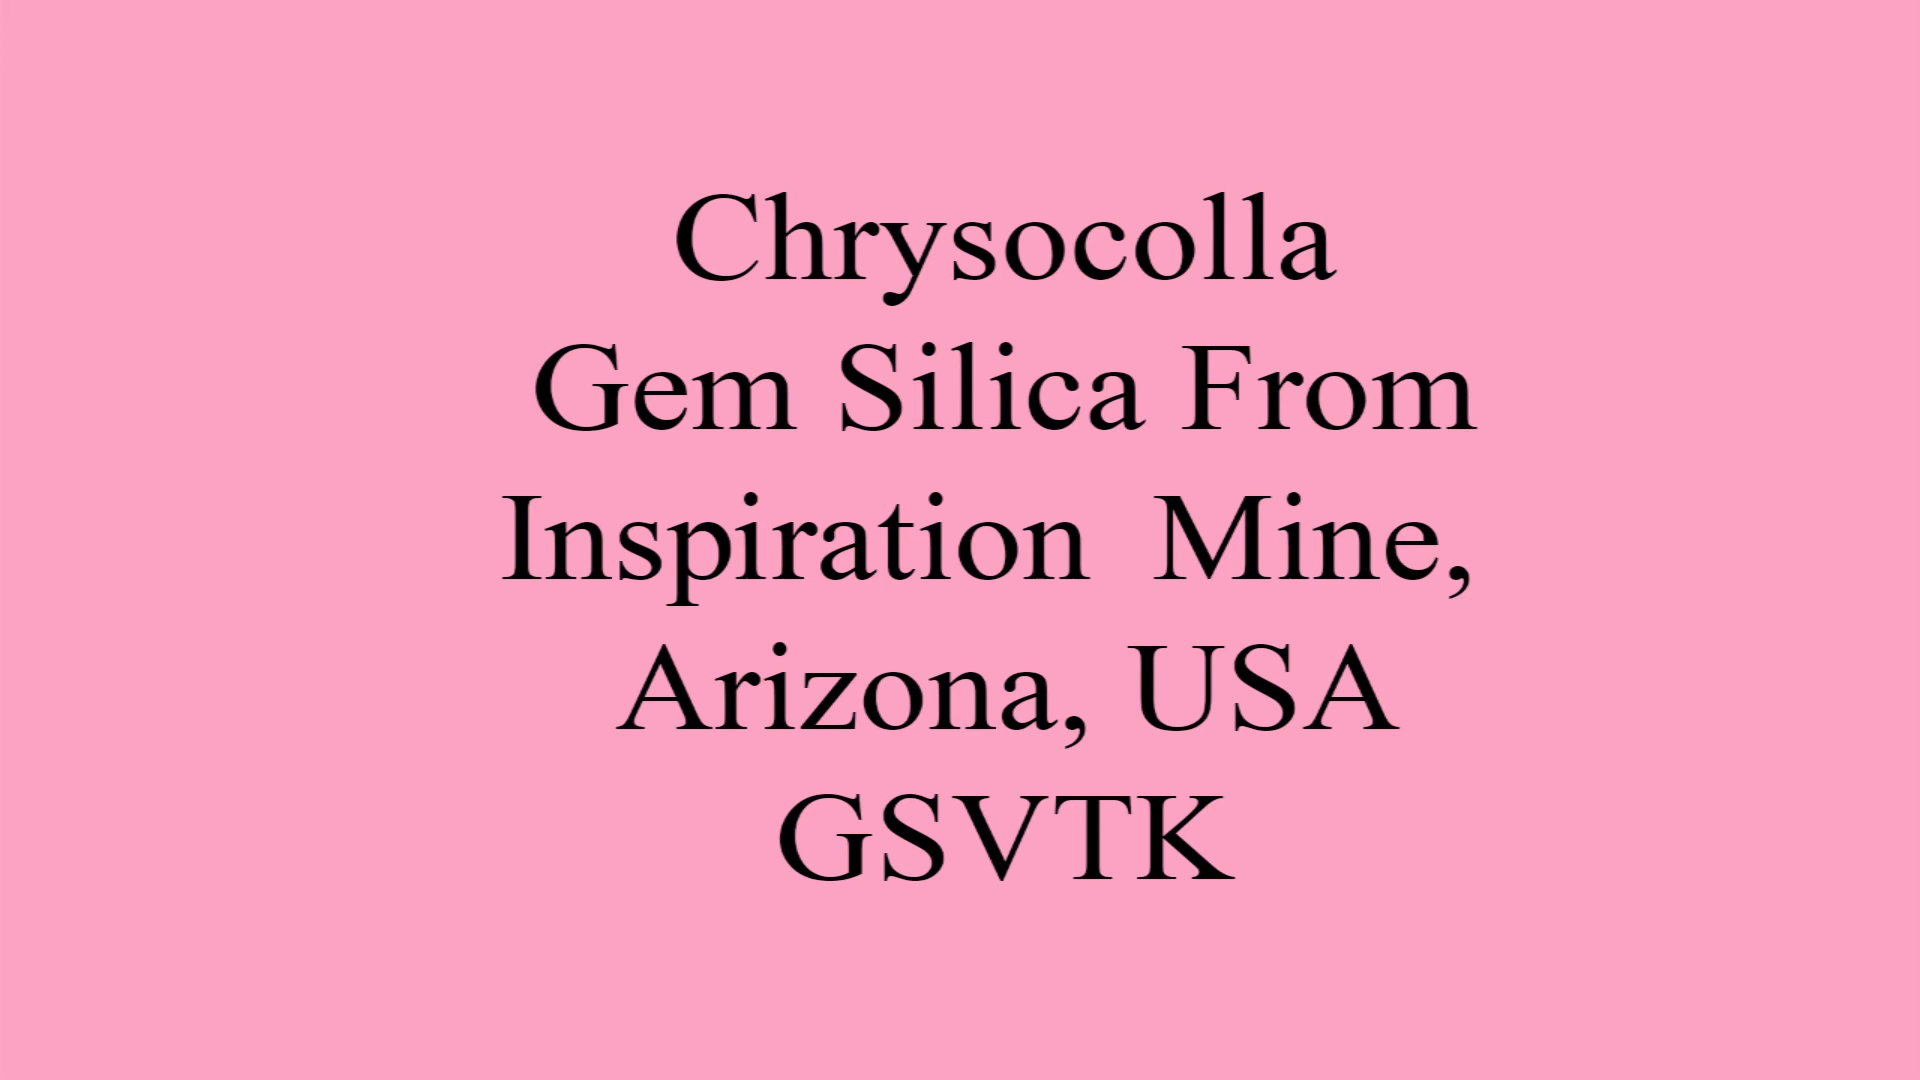 Chrysocolla
Gem Silica From
Inspiration  Mine,
Arizona, USA
GSVTK